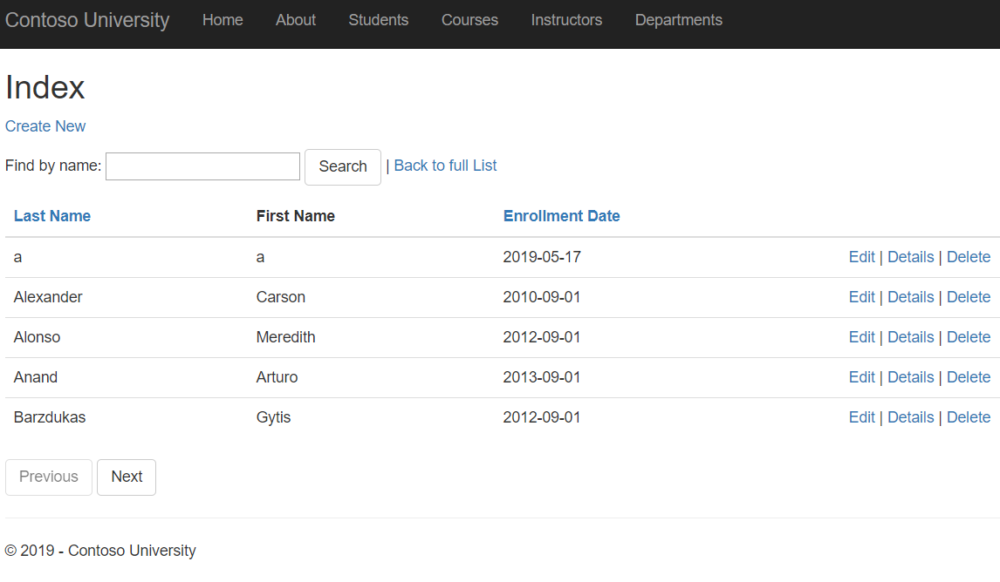 Contoso University Home About Students Courses Instructors Departments
Index
Create New
Find by name: Search | Back to full List
Last Name First Name Enrollment Date
a a 2019-05-17 Edit | Details | Delete
Alexander Carson 2010-09-01 Edit | Details | Delete
Alonso Meredith 2012-09-01 Edit | Details | Delete
Anand Arturo 2013-09-01 Edit | Details | Delete
Barzdukas Gytis 2012-09-01 Edit | Details | Delete
Previous Next
© 2019 - Contoso University